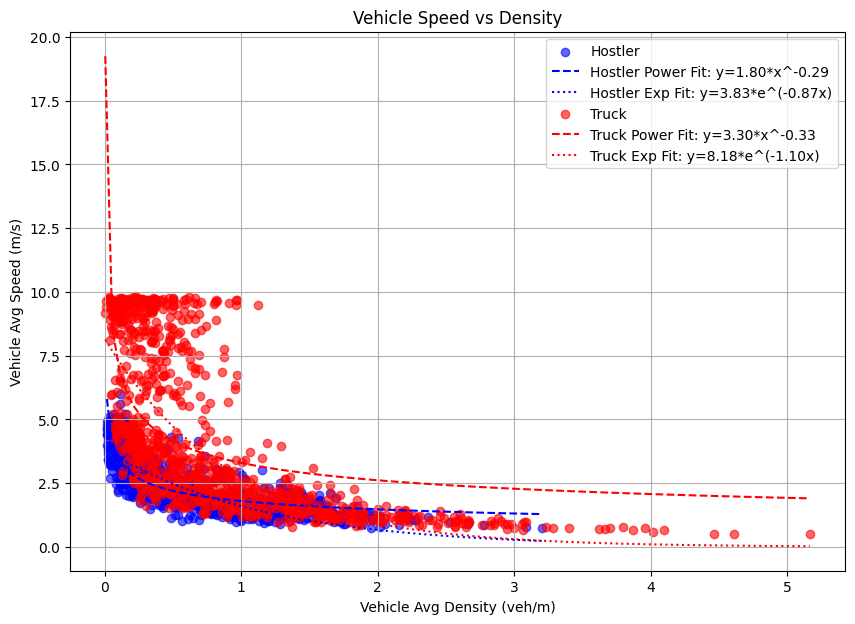 Vehicle Speed vs Density
20.0
17.5
15.0
12.5
10.0
7.5
5.0
2.5
0.0
Vehicle Avg Speed (m/s)
Hostler
Hostler Power Fit: y=1.80*x^-0.29
Hostler Exp Fit: y=3.83*e^(-0.87x)
Truck
Truck Power Fit: y=3.30*x^-0.33
Truck Exp Fit: y=8.18*e^(-1.10x)
0 1 2 3 4 5
Vehicle Avg Density (veh/m)